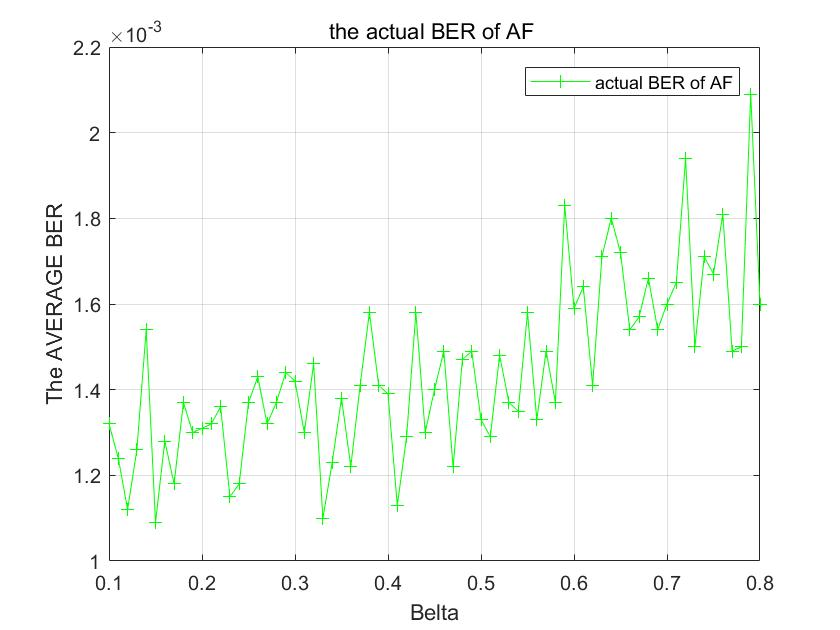 the actual BER of AF
×10-3
actual BER of AF
The AVERAGE BER
2.2
2
1.8
1.6
1.4
1.2
1
0.1 0.2 0.3 0.4 0.5 0.6 0.7 0.8
Belta